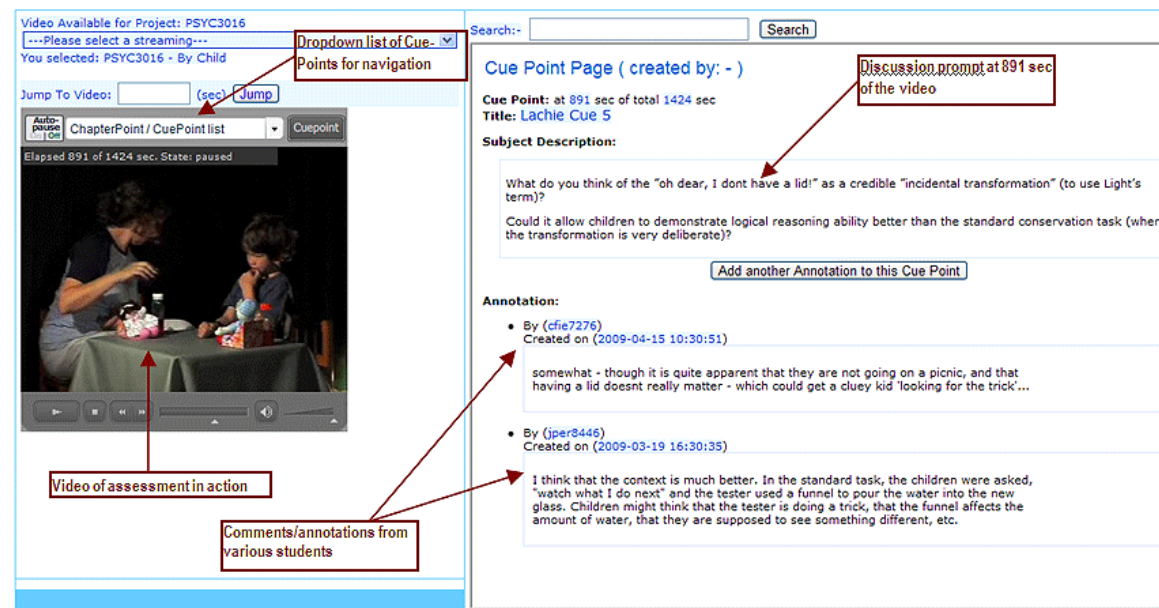 Video Available for Project: PSYC3016
---Please select a streaming---
You selected: PSYC3016 - By Child
Dropdown list of Cue-
Points for navigation
Jump To Video: (sec) Jump
Auto-
pause
On | Off
ChapterPoint / CuePoint list
Cuepoint
Elapsed 891 of 1424 sec. State: paused
Video of assessment in action
Comments/annotations from
various students
Search:- Search
Cue Point Page ( created by: - )
Discussion prompt at 891 sec
of the video
Cue Point: at 891 sec of total 1424 sec
Title: Lachie Cue 5
Subject Description:
What do you think of the "oh dear, I dont have a lid!" as a credible "incidental transformation" (to use Light's
term)?
Could it allow children to demonstrate logical reasoning ability better than the standard conservation task (wher
the transformation is very deliberate)?
Add another Annotation to this Cue Point
Annotation:
• By (cfie7276)
Created on (2009-04-15 10:30:51)
somewhat - though it is quite apparent that they are not going on a picnic, and that
having a lid doesnt really matter - which could get a cluey kid 'looking for the trick'...
• By (jper8446)
Created on (2009-03-19 16:30:35)
I think that the context is much better. In the standard task, the children were asked,
"watch what I do next" and the tester used a funnel to pour the water into the new
glass. Children might think that the tester is doing a trick, that the funnel affects the
amount of water, that they are supposed to see something different, etc.